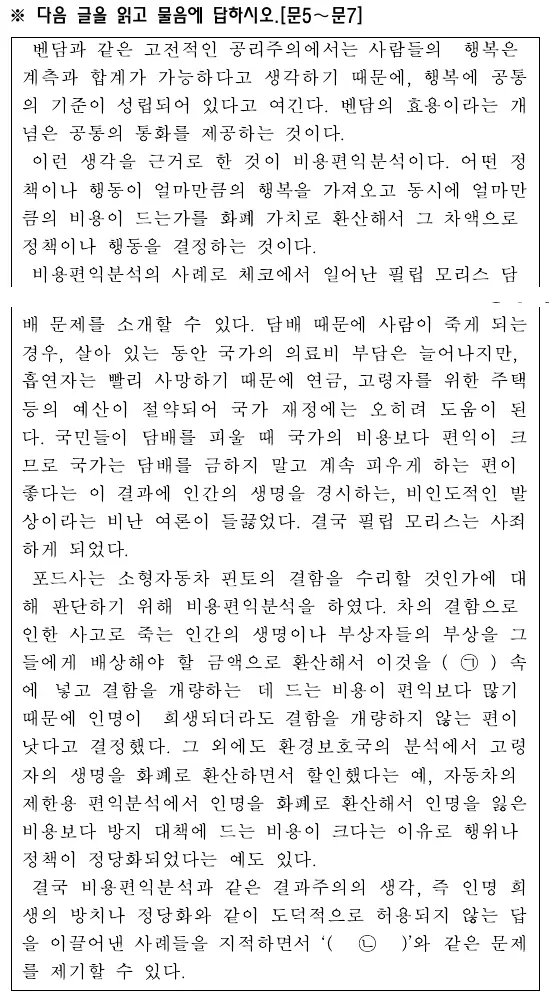 ※ 다음 글을 읽고 물음에 답하시오.[문5~문7]
벤담과 같은 고전적인 공리주의에서는 사람들의 행복은
계측과 합계가 가능하다고 생각하기 때문에, 행복에 공통
의 기준이 성립되어 있다고 여긴다. 벤담의 효용이라는 개
념은 공통의 통화를 제공하는 것이다.
이런 생각을 근거로 한 것이 비용편익분석이다. 어떤 정
책이나 행동이 얼마만큼의 행복을 가져오고 동시에 얼마만
큼의 비용이 드는가를 화폐 가치로 환산해서 그 차액으로
정책이나 행동을 결정하는 것이다.
비용편익분석의 사례로 체코에서 일어난 필립 모리스 담
배 문제를 소개할 수 있다. 담배 때문에 사람이 죽게 되는
경우, 살아 있는 동안 국가의 의료비 부담은 늘어나지만,
흡연자는 빨리 사망하기 때문에 연금, 고령자를 위한 주택
등의 예산이 절약되어 국가 재정에는 오히려 도움이 된
다. 국민들이 담배를 피울 때 국가의 비용보다 편익이 크
므로 국가는 담배를 금하지 말고 계속 피우게 하는 편이
좋다는 이 결과에 인간의 생명을 경시하는, 비인도적인 발
상이라는 비난 여론이 들끓었다. 결국 필립 모리스는 사죄
하게 되었다.
포드사는 소형자동차 핀토의 결함을 수리할 것인가에 대
해 판단하기 위해 비용편익분석을 하였다. 차의 결함으로
인한 사고로 죽는 인간의 생명이나 부상자들의 부상을 그
들에게 배상해야 할 금액으로 환산해서 이것을 ( ㉠ ) 속
에 넣고 결함을 개량하는 데 드는 비용이 편익보다 많기
때문에 인명이 희생되더라도 결함을 개량하지 않는 편이
낫다고 결정했다. 그 외에도 환경보호국의 분석에서 고령
자의 생명을 화폐로 환산하면서 할인했다는 예, 자동차의
제한용 편익분석에서 인명을 화폐로 환산해서 인명을 잃은
비용보다 방지 대책에 드는 비용이 크다는 이유로 행위나
정책이 정당화되었다는 예도 있다.
결국 비용편익분석과 같은 결과주의의 생각, 즉 인명 희
생의 방치나 정당화와 같이 도덕적으로 허용되지 않는 답
을 이끌어낸 사례들을 지적하면서 ‘( ㉡ )’와 같은 문제
를 제기할 수 있다.